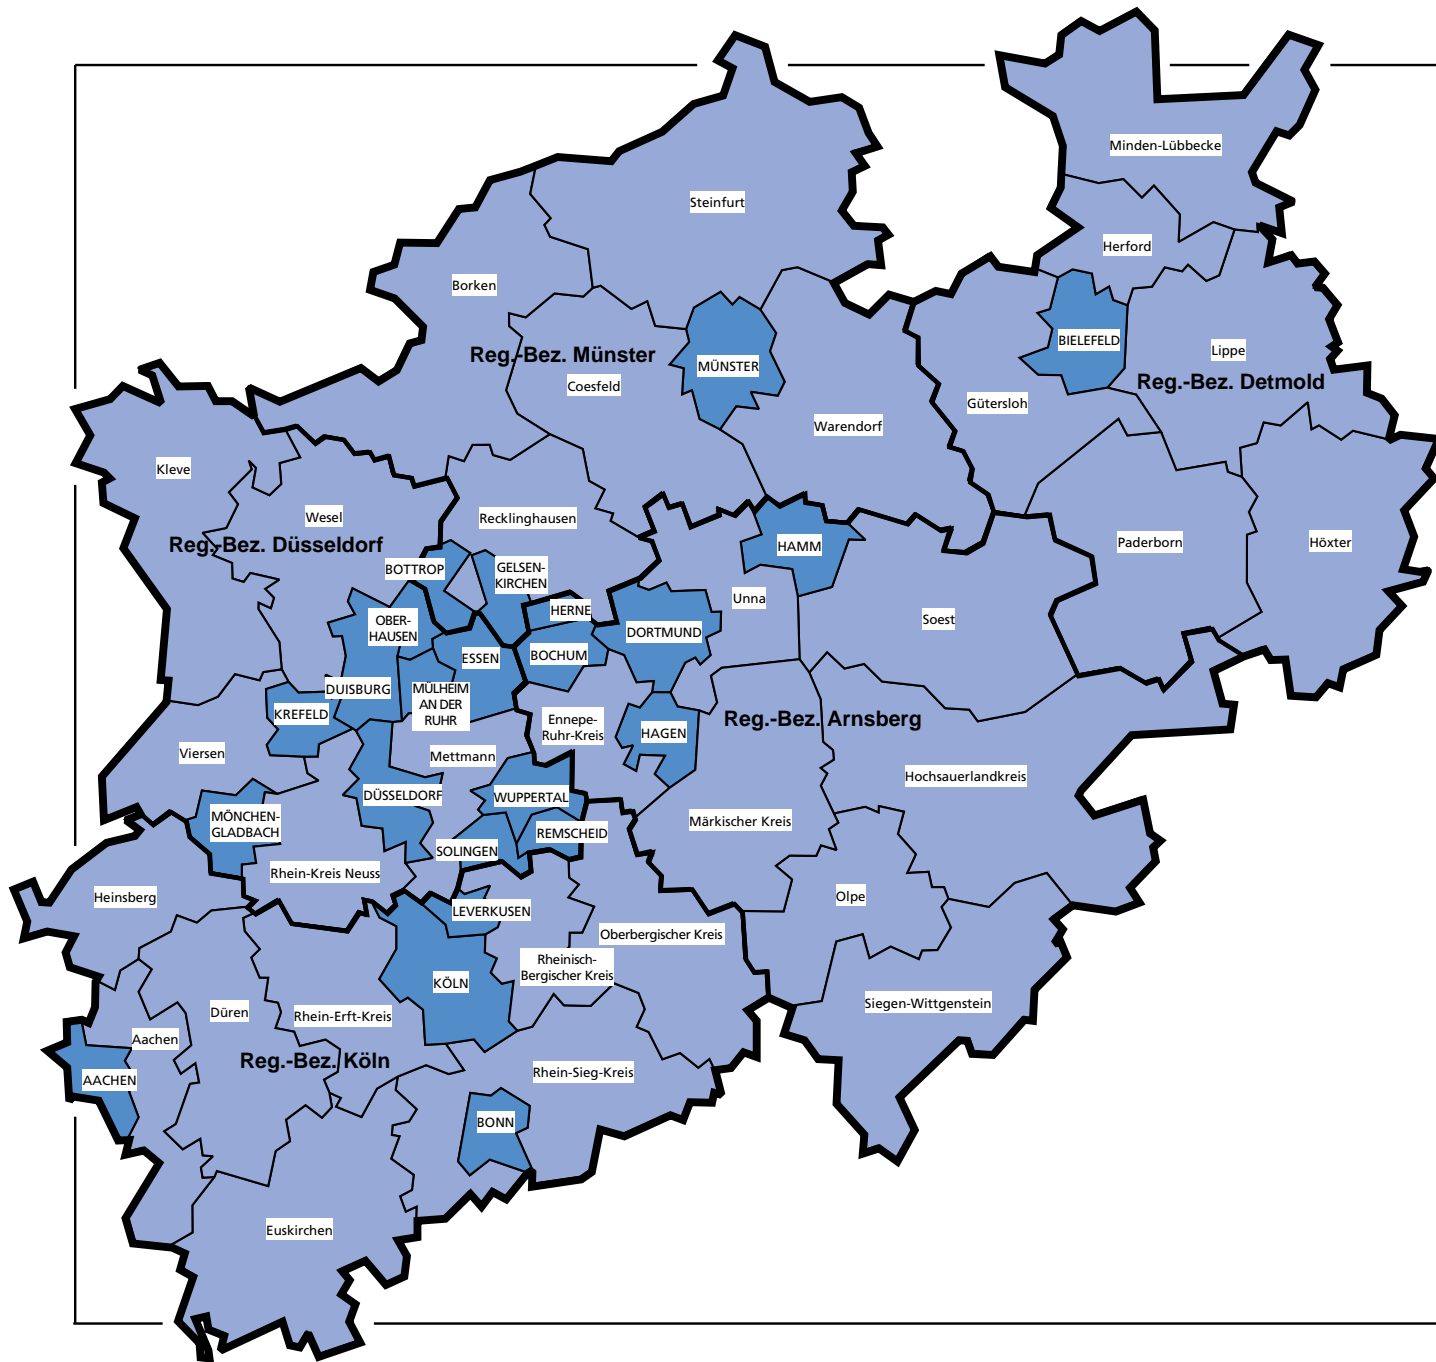 Minden-Lübbecke
Steinfurt
Herford
Borken
BIELEFELD
Lippe
Reg.-Bez. Münster
MÜNSTER
Coesfeld
Reg.-Bez. Detmold
Gütersloh
Warendorf
Kleve
Wesel
Recklinghausen
Reg.-Bez. Düsseldorf
HAMM
Paderborn
Höxter
BOTTROP
GELSEN-
KIRCHEN
Unna
HERNE
OBER-
HAUSEN
DORTMUND
Soest
ESSEN
BOCHUM
DUISBURG
MÜLHEIM
AN DER
RUHR
KREFELD
Ennepe-
Ruhr-Kreis
HAGEN
Reg.-Bez. Arnsberg
Viersen
Mettmann
Hochsauerlandkreis
DÜSSELDORF
WUPPERTAL
MÖNCHEN-
GLADBACH
REMSCHEID
Märkischer Kreis
SOLINGEN
Rhein-Kreis Neuss
Heinsberg
Olpe
LEVERKUSEN
Oberbergischer Kreis
Rheinisch-
Bergischer Kreis
KÖLN
Siegen-Wittgenstein
Düren
Rhein-Erft-Kreis
Aachen
Reg.-Bez. Köln
Rhein-Sieg-Kreis
AACHEN
BONN
Euskirchen